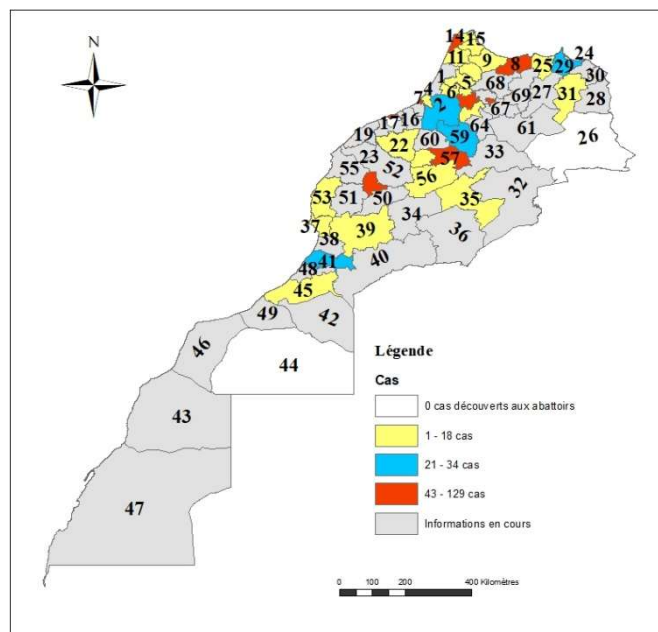 N
14 15
11 9 8 25 29 24
1 5 68 30
7 4 6 67 69 27 31 28
17 16 2 64 61 26
19 60 59
22 33
55 23 52 57
56 32
53 51 50 35
37 34
38 39 36
48 41 40
45
49 42
46
44
43
47
Légende
Cas
0 cas découverts aux abattoirs
1 - 18 cas
21 - 34 cas
43 - 129 cas
Informations en cours
0 100 200 400 Kilomètres